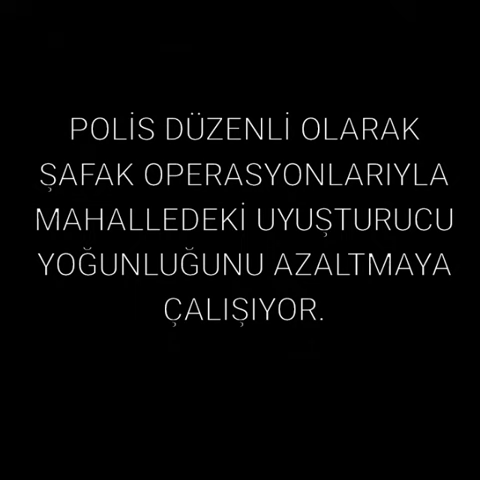 POLİS DÜZENLİ OLARAK
ŞAFAK OPERASYONLARIYLA
MAHALLEDEKİ UYUŞTURUCU
YOĞUNLUĞUNU AZALTMAYA
ÇALIŞIYOR.